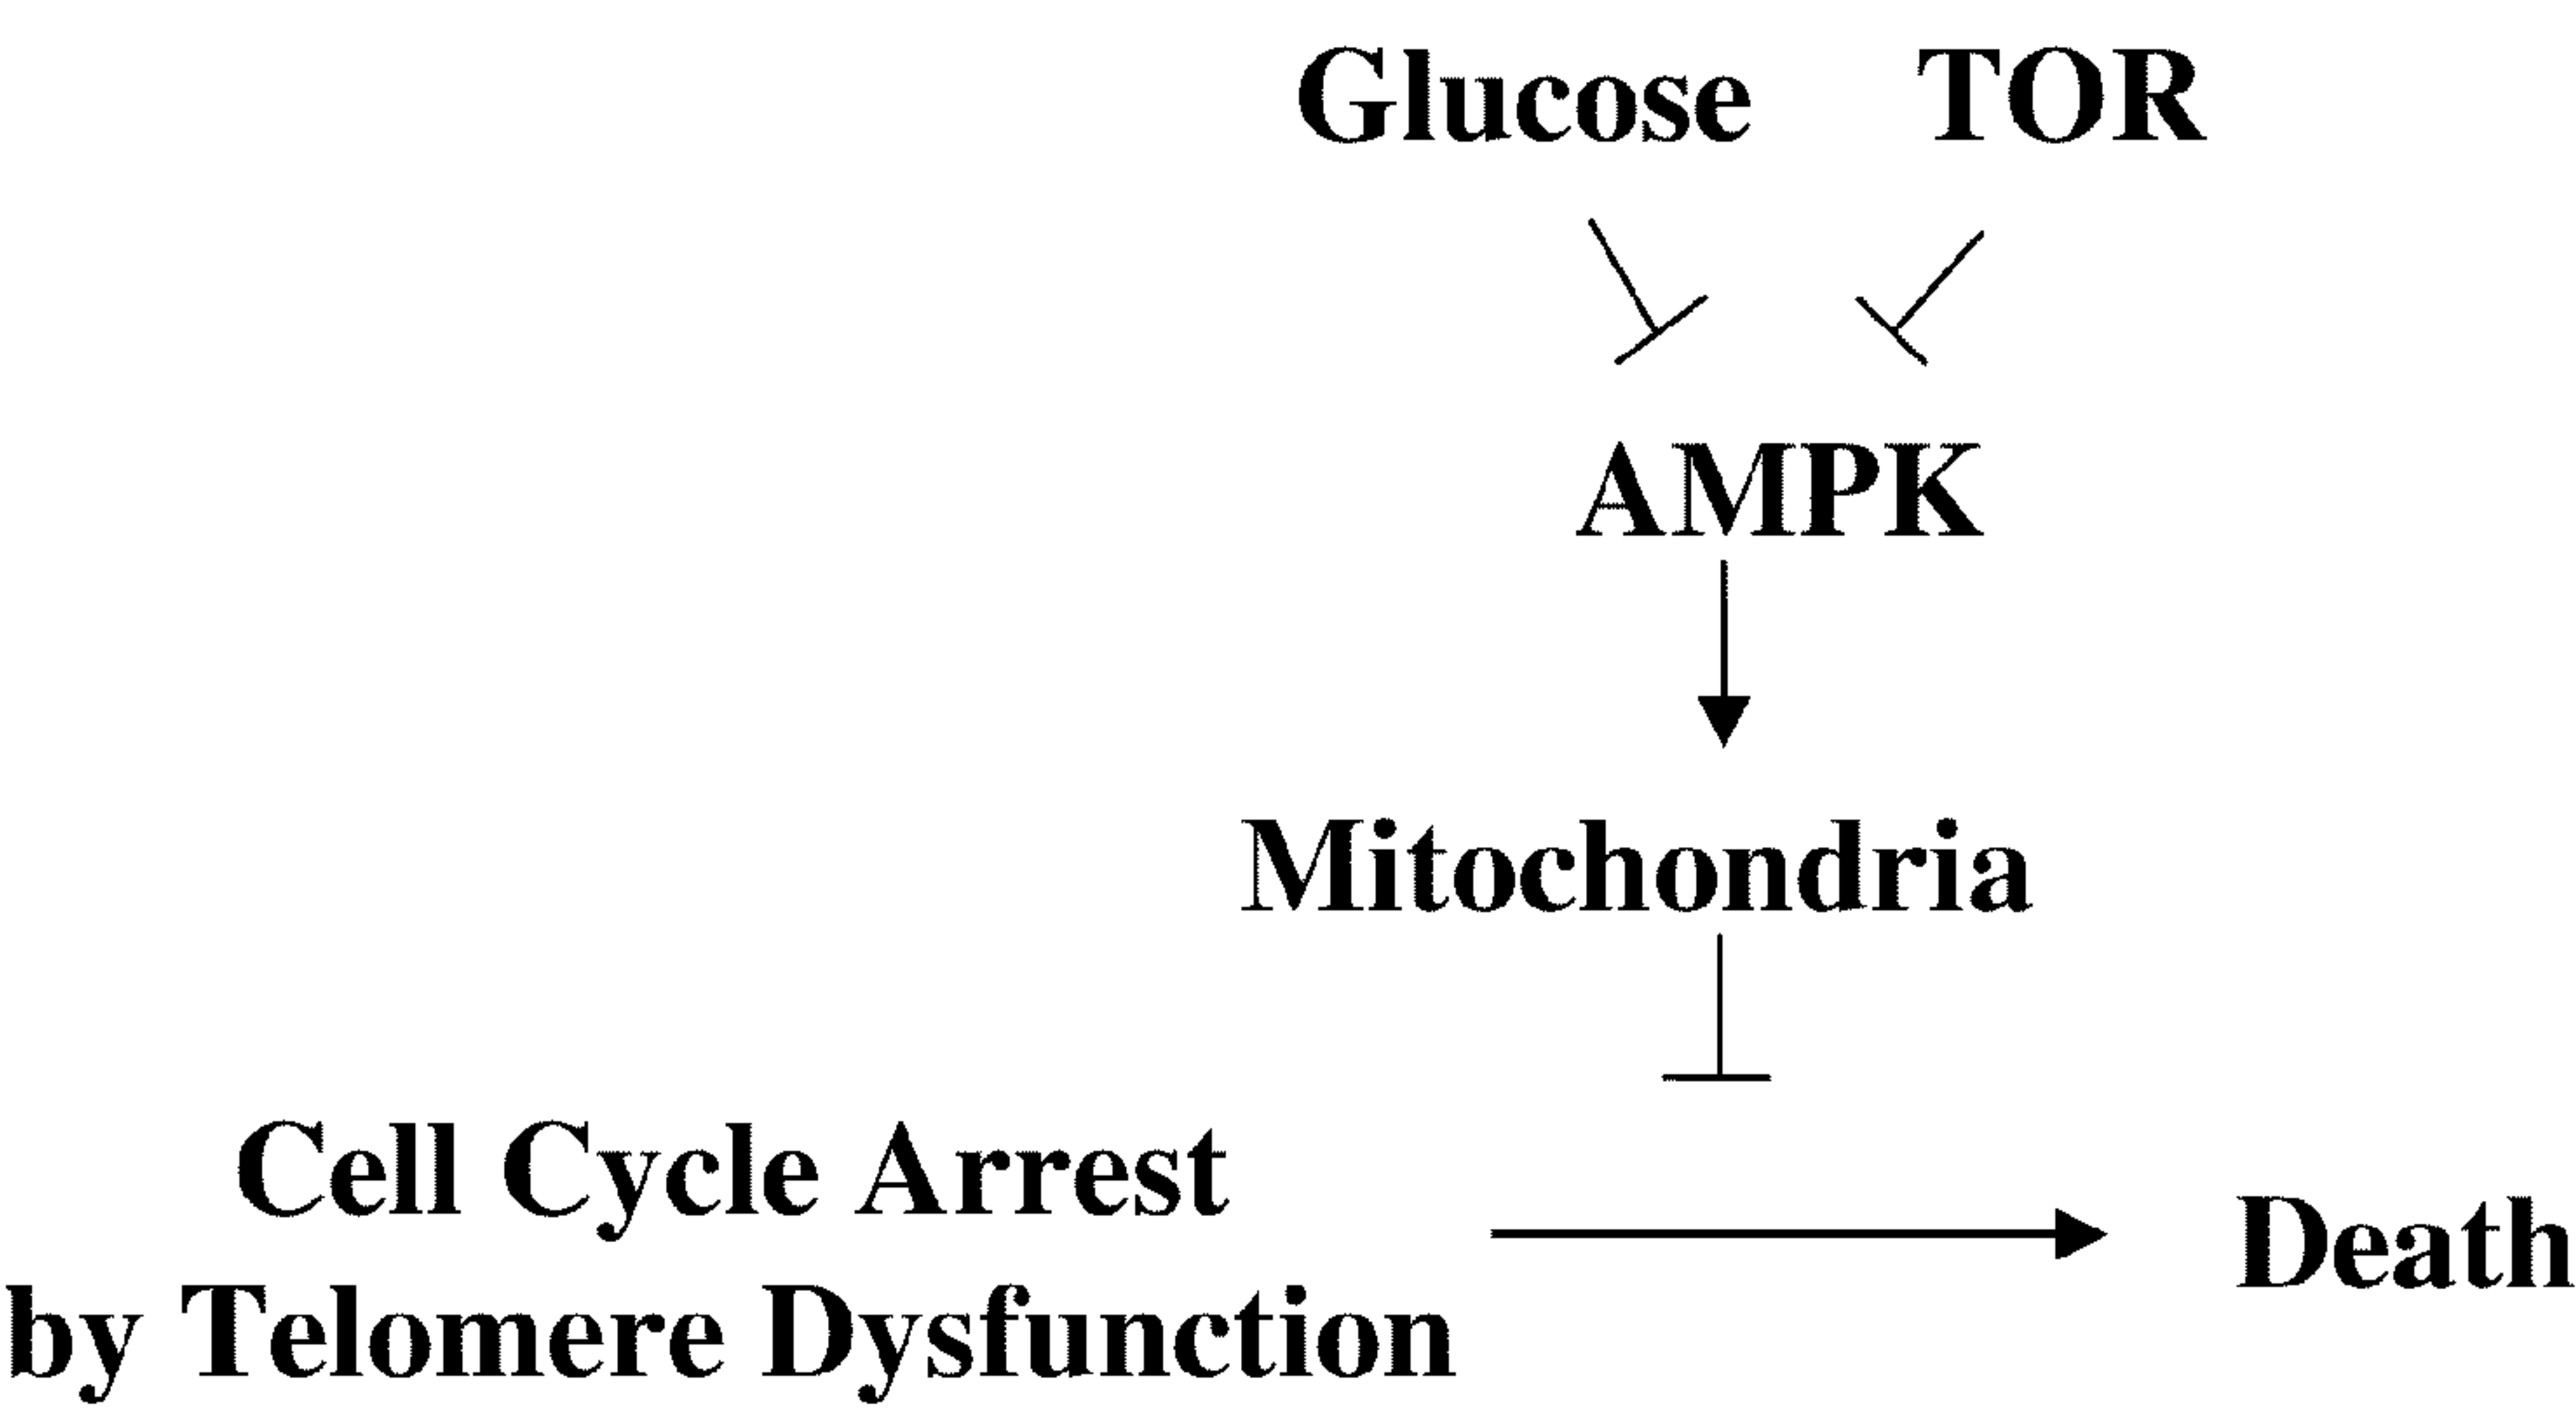 Glucose TOR
AMPK
Mitochondria
Cell Cycle Arrest
by Telomere Dysfunction
Death